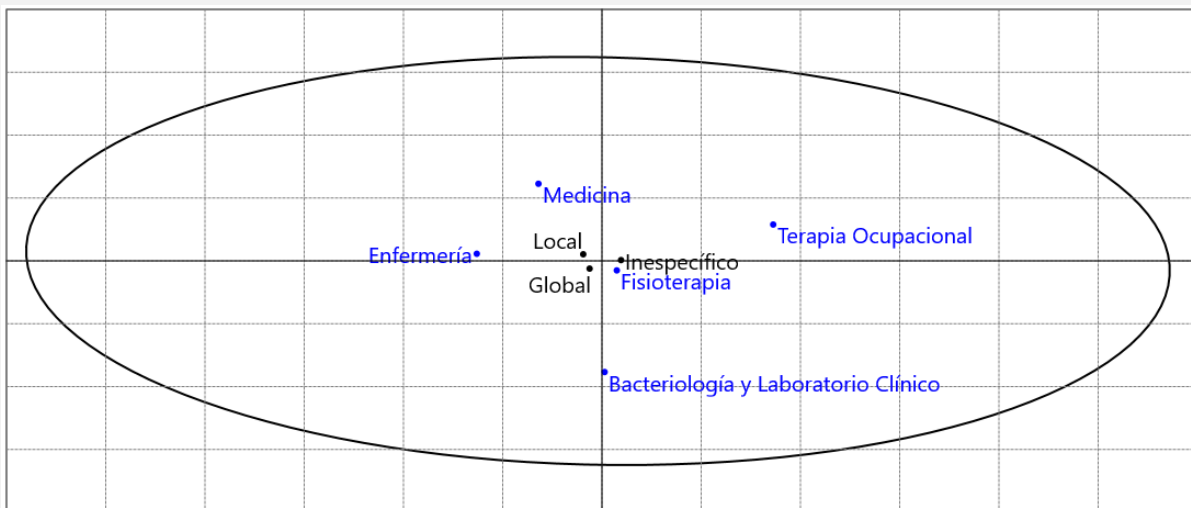 Medicina
Terapia Ocupacional
Local
Enfermería
Inespecífico
Global
Fisioterapia
Bacteriología y Laboratorio Clínico